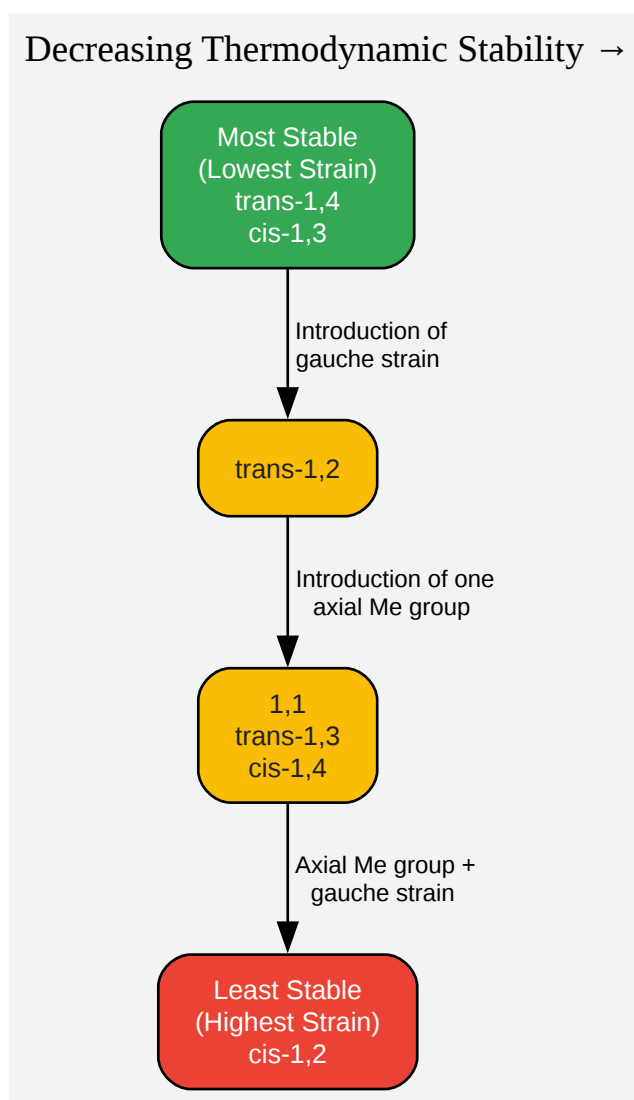 Decreasing Thermodynamic Stability →
Most Stable
(Lowest Strain)
trans-1,4
cis-1,3
Introduction of
gauche strain
trans-1,2
Introduction of one
axial Me group
1,1
trans-1,3
cis-1,4
Axial Me group +
gauche strain
Least Stable
(Highest Strain)
cis-1,2